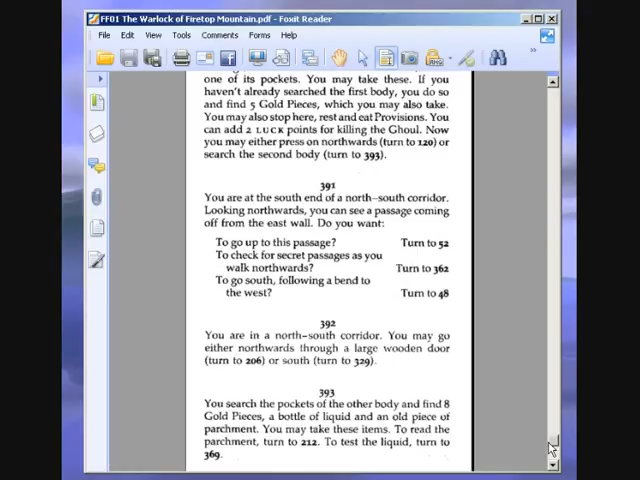 FF01 The Warlock of Firetop Mountain.pdf - Foxit Reader
File Edit View Tools Comments Forms Help
one of its pockets. You may take these. If you
haven't already searched the first body, you do so
and find 5 Gold Pieces, which you may also take.
You may also stop here, rest and eat Provisions. You
can add 2 LUCK points for killing the Ghoul. Now
you may either press on northwards (turn to 120) or
search the second body (turn to 393).
391
You are at the south end of a north-south corridor.
Looking northwards, you can see a passage coming
off from the east wall. Do you want:
To go up to this passage? Turn to 52
To check for secret passages as you
walk northwards? Turn to 362
To go south, following a bend to
the west? Turn to 48
392
You are in a north-south corridor. You may go
either northwards through a large wooden door
(turn to 206) or south (turn to 329).
393
You search the pockets of the other body and find 8
Gold Pieces, a bottle of liquid and an old piece of
parchment. You may take these items. To read the
parchment, turn to 212. To test the liquid, turn to
369.